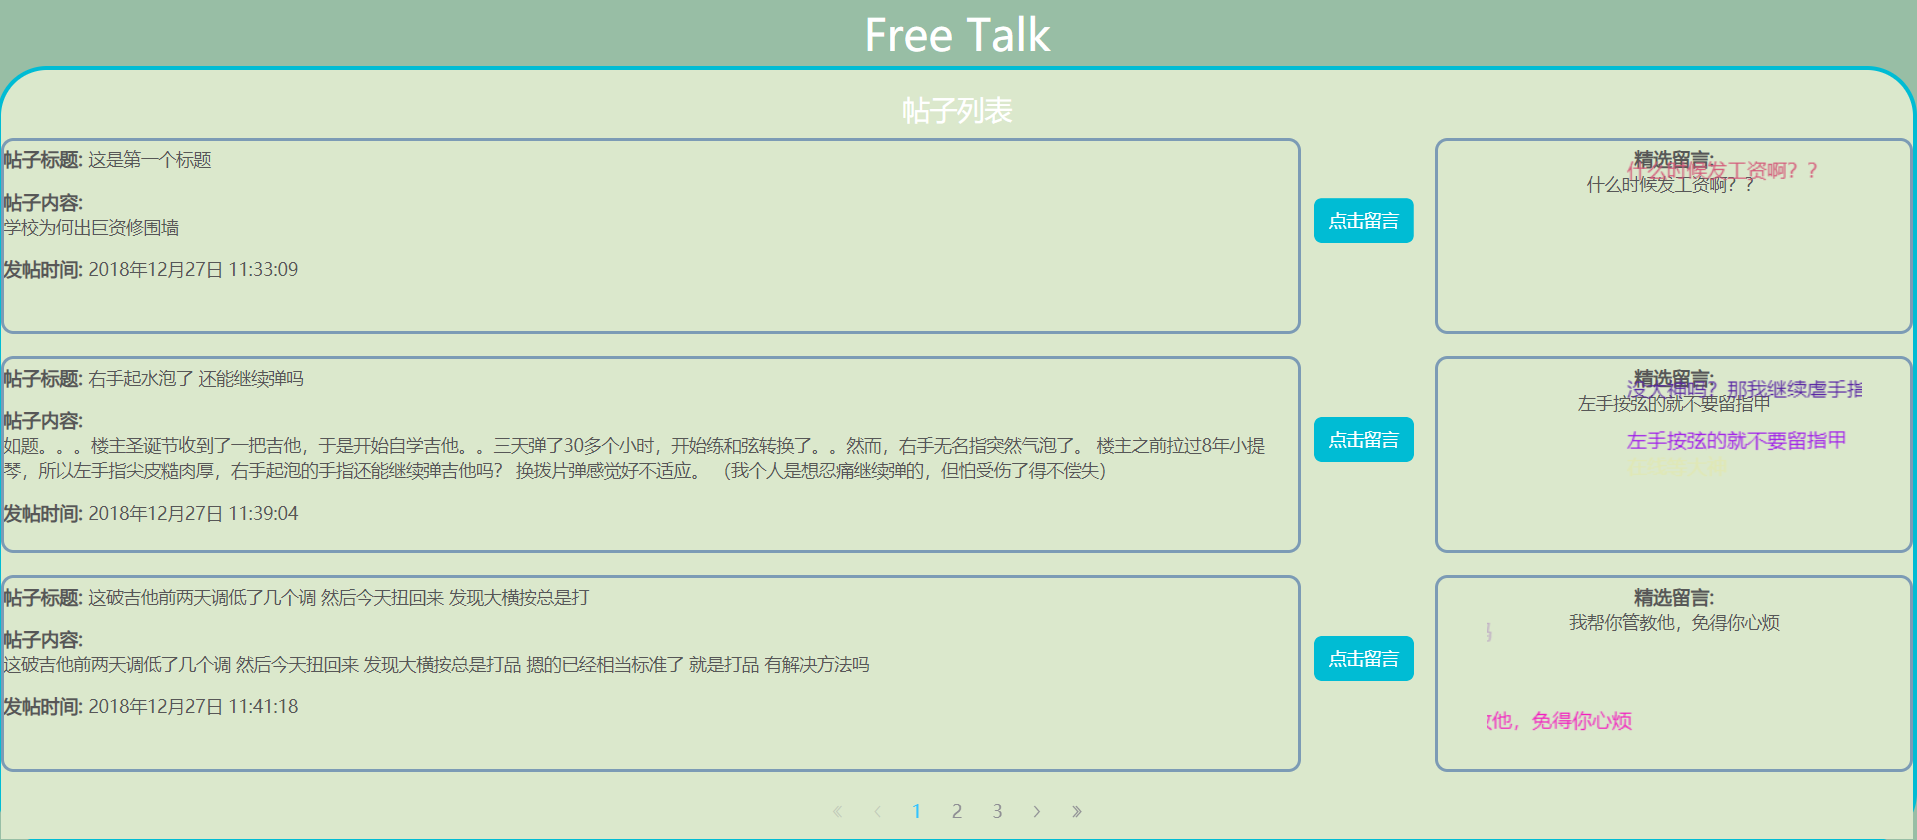 Free Talk
帖子列表
帖子标题: 这是第一个标题
帖子内容:
学校为何出巨资修围墙
发帖时间: 2018年12月27日 11:33:09
点击留言
精选留言:
什么时候发工资啊？？
什么时候发工资啊？？
帖子标题: 右手起水泡了 还能继续弹吗
帖子内容:
如题。。。楼主圣诞节收到了一把吉他，于是开始自学吉他。。三天弹了30多个小时，开始练和弦转换了。。然而，右手无名指突然气泡了。 楼主之前拉过8年小提
琴，所以左手指尖皮糙肉厚，右手起泡的手指还能继续弹吉他吗？ 换拨片弹感觉好不适应。 （我个人是想忍痛继续弹的，但怕受伤了得不偿失）
发帖时间: 2018年12月27日 11:39:04
点击留言
精选留言:
没大神吗？那我继续虐手指
左手按弦的就不要留指甲
左手按弦的就不要留指甲
帖子标题: 这破吉他前两天调低了几个调 然后今天扭回来 发现大横按总是打
帖子内容:
这破吉他前两天调低了几个调 然后今天扭回来 发现大横按总是打品 摁的已经相当标准了 就是打品 有解决方法吗
发帖时间: 2018年12月27日 11:41:18
点击留言
精选留言:
我帮你管教他，免得你心烦
他，免得你心烦
« ‹ 1 2 3 › »